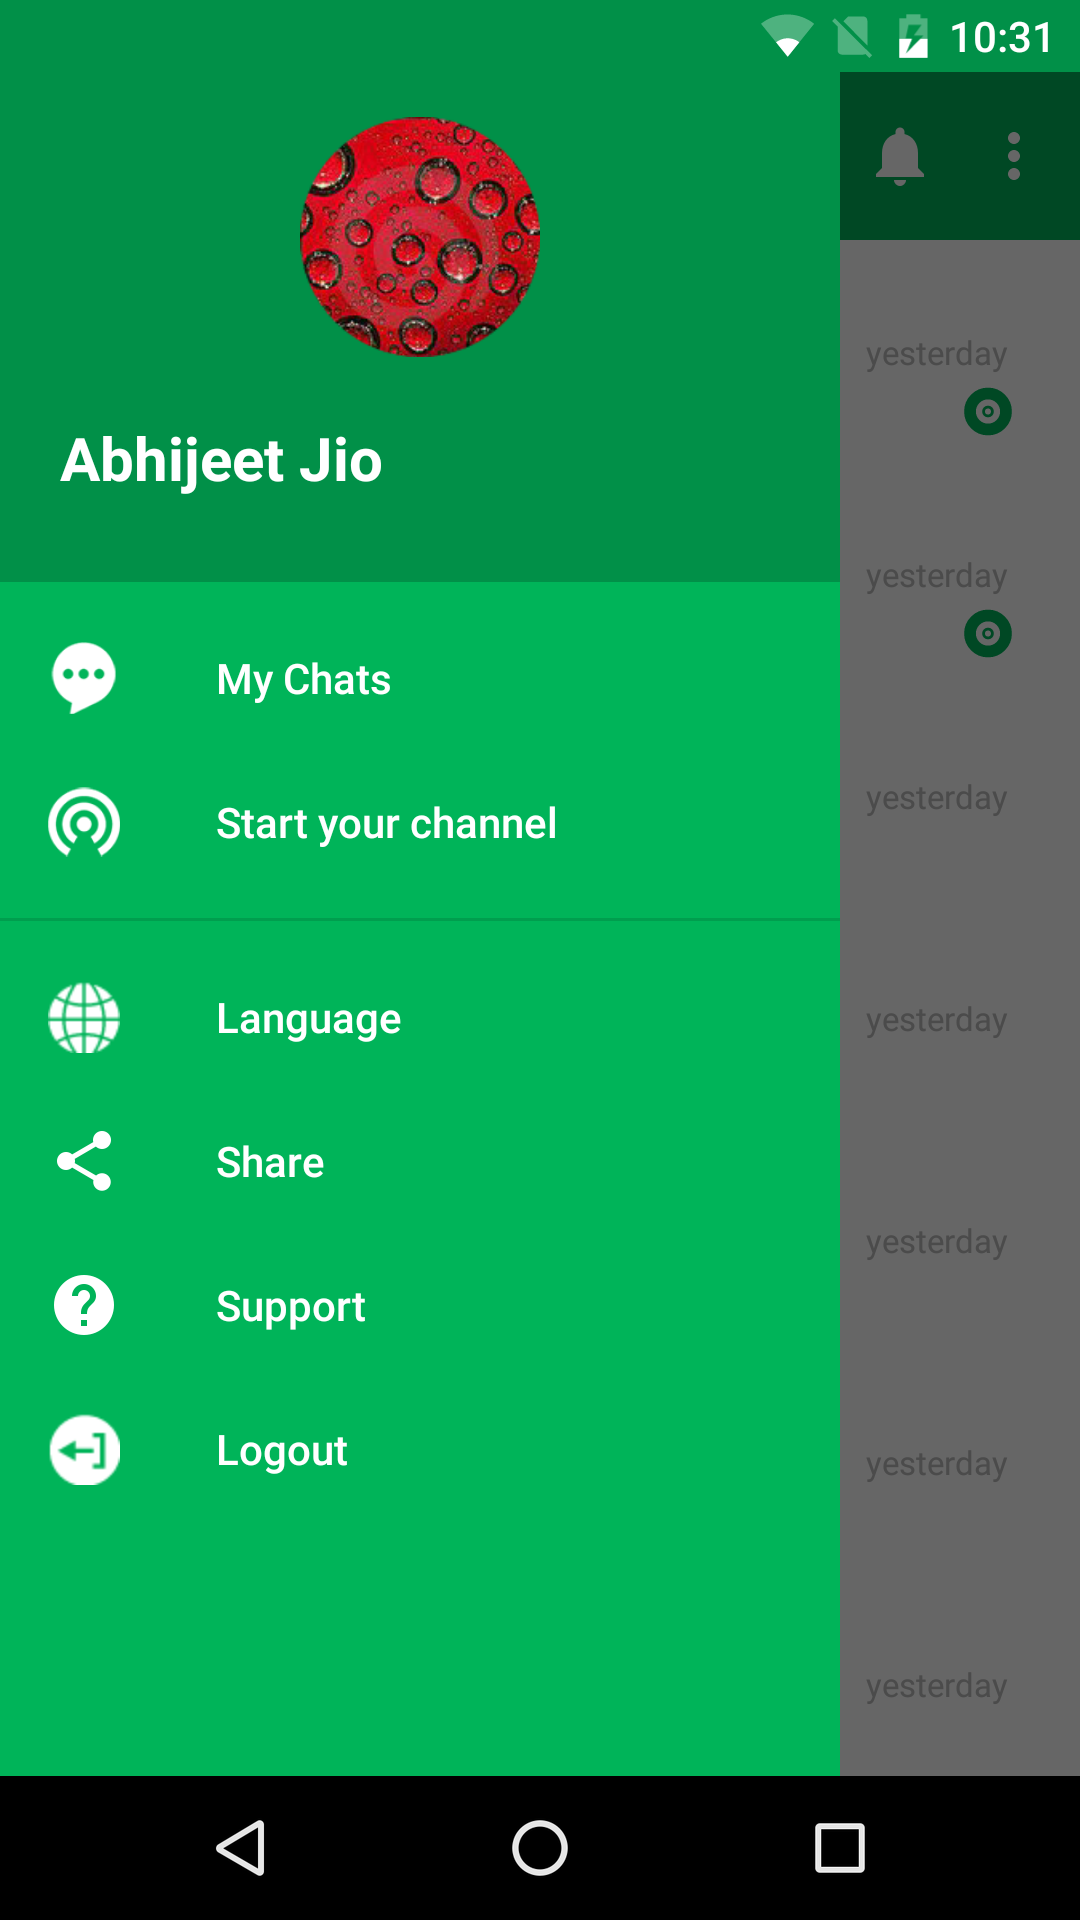 10:31
Abhijeet Jio
My Chats
Start your channel
Language
Share
Support
Logout
yesterday
yesterday
yesterday
yesterday
yesterday
yesterday
yesterday